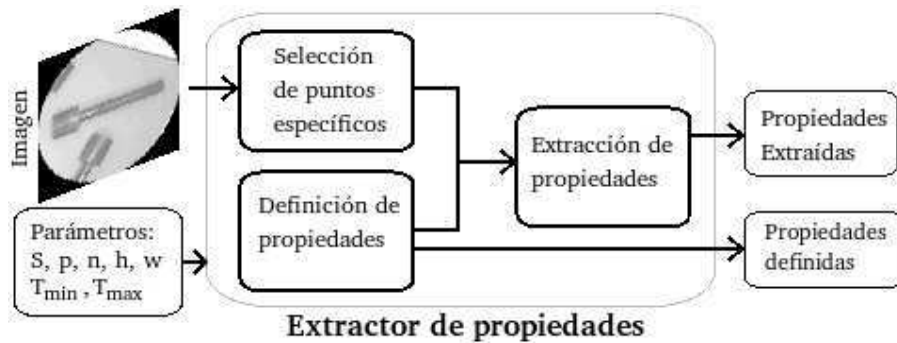 Imagen
Selección
de puntos
específicos
Definición de
propiedades
Extracción de
propiedades
Propiedades
Extraídas
Propiedades
definidas
Parámetros:
S, p, n, h, w
Tmin , Tmax
Extractor de propiedades